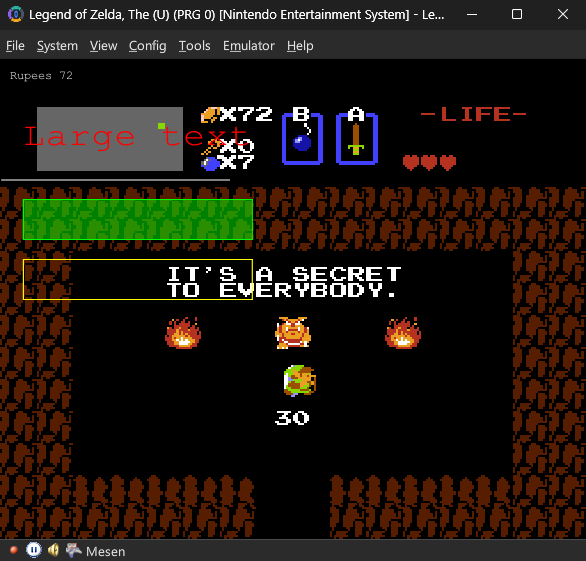 Legend of Zelda, The (U) (PRG 0) [Nintendo Entertainment System] - Le...
File System View Config Tools Emulator Help
Rupees 72
Large text
X72
X0
X7
B A
-LIFE-
IT'S A SECRET
TO EVERYBODY.
30
Mesen